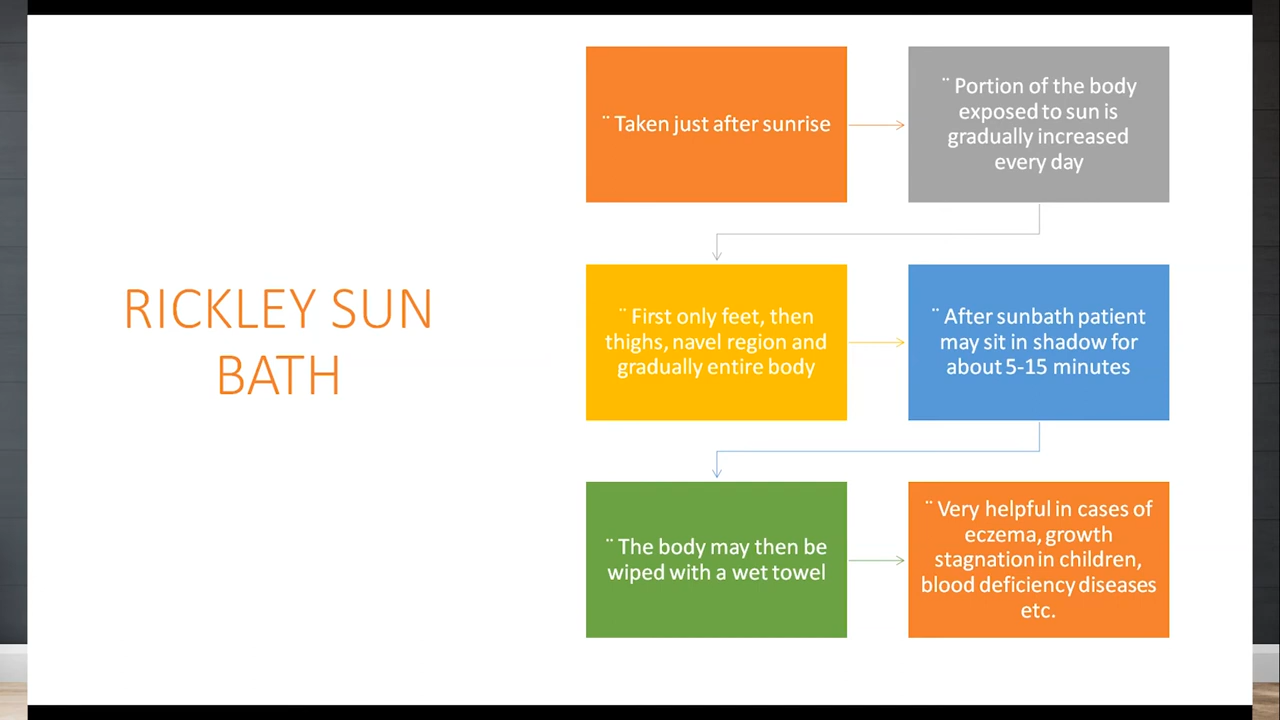 RICKLEY SUN
BATH
¨ Taken just after sunrise
¨ Portion of the body
exposed to sun is
gradually increased
every day
¨ First only feet, then
thighs, navel region and
gradually entire body
¨ After sunbath patient
may sit in shadow for
about 5-15 minutes
¨ The body may then be
wiped with a wet towel
¨ Very helpful in cases of
eczema, growth
stagnation in children,
blood deficiency diseases
etc.